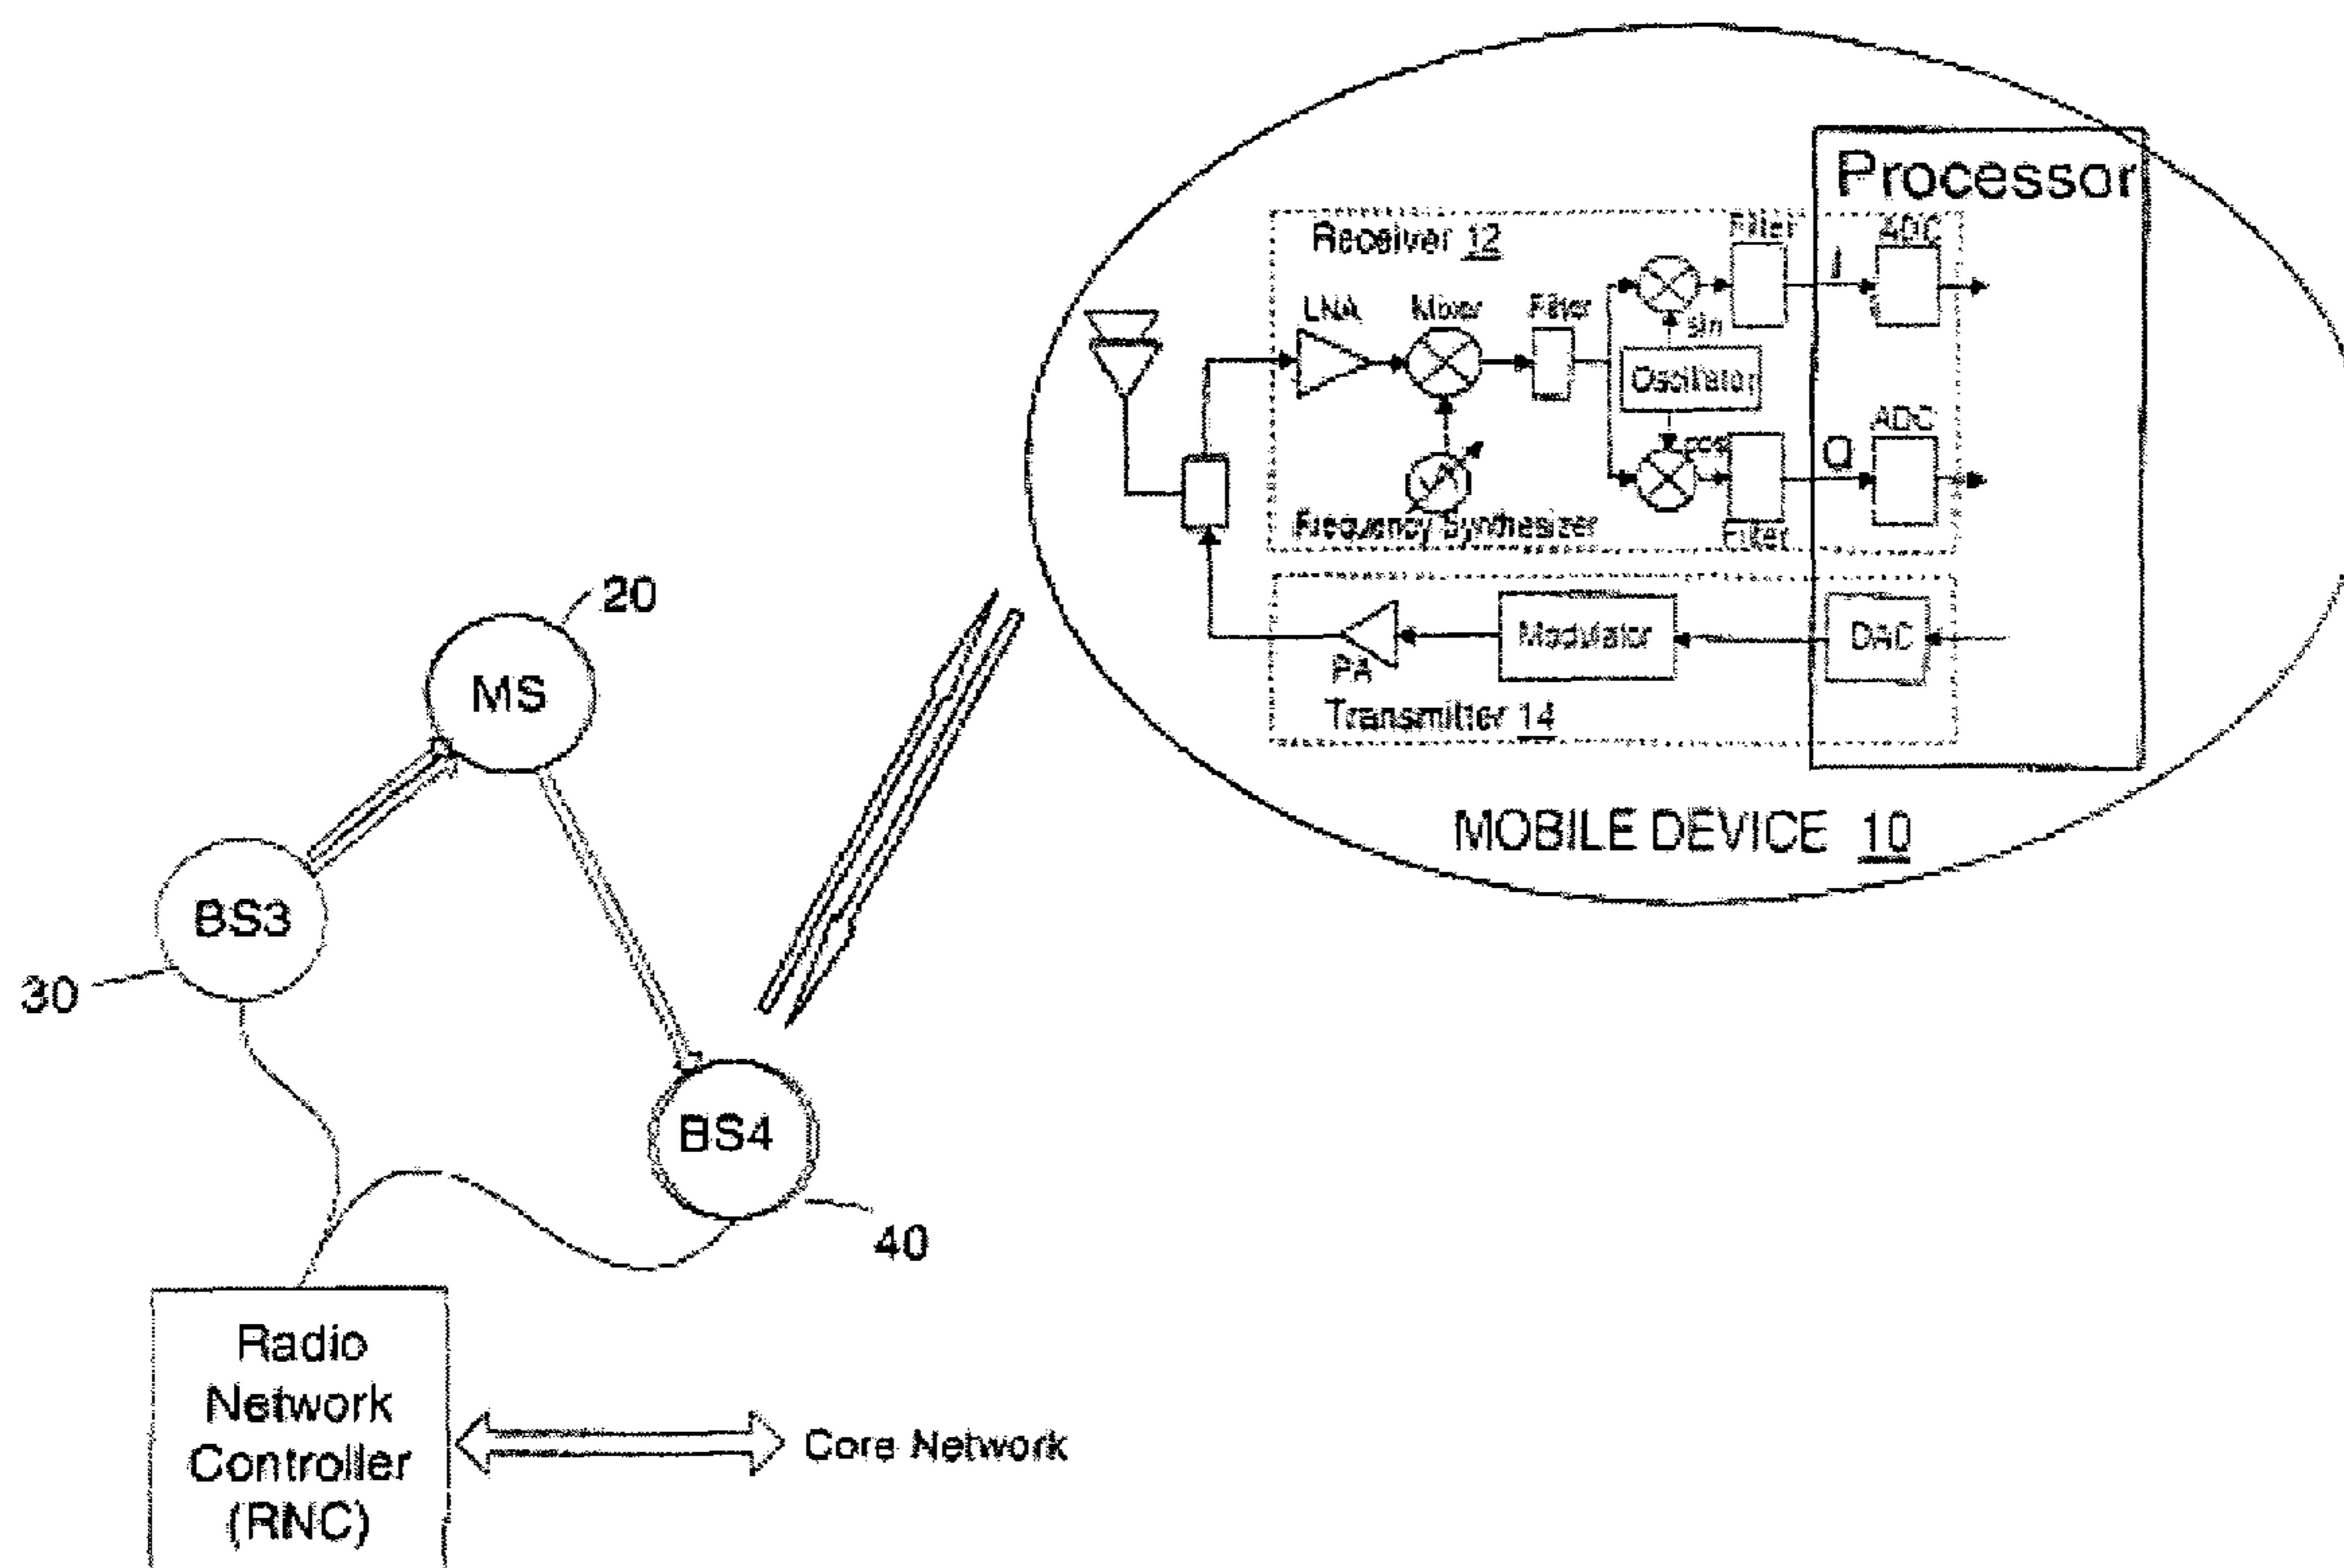 Processor
Receiver 12
Filter
ADC
I
LNA
Mixer
Filter
sin
Oscillator
cos
ADC
Q
Frequency Synthesizer
Filter
Modulator
DAC
PA
Transmitter 14
MOBILE DEVICE 10
20
MS
BS3
30
BS4
40
Radio
Network
Controller
(RNC)
Core Network